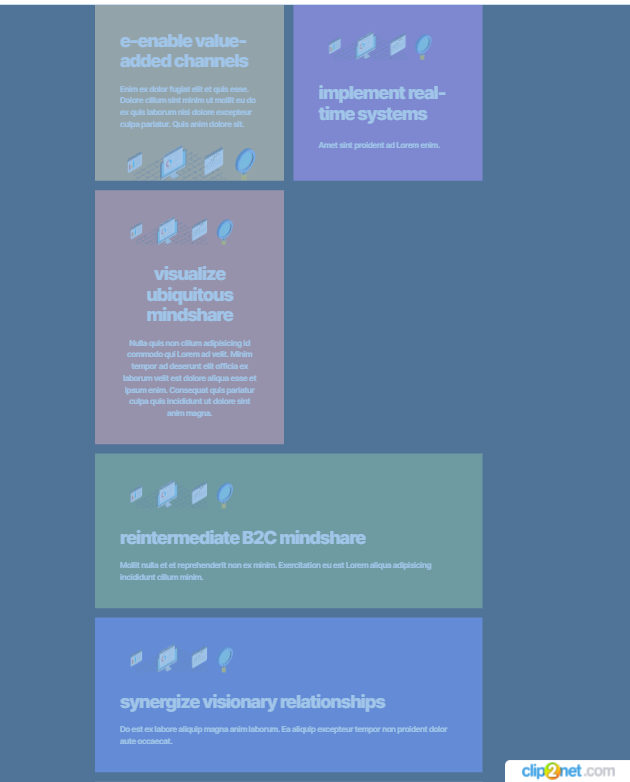 e-enable value-
added channels
Enim ex dolor fugiat elit et quis esse.
Dolore cillum sint minim ut mollit eu do
ex quis laborum nisi dolore excepteur
culpa pariatur. Quis anim dolore sit.
implement real-
time systems
Amet sint proident ad Lorem enim.
visualize
ubiquitous
mindshare
Nulla quis non cillum adipisicing id
commodo qui Lorem ad velit. Minim
tempor ad deserunt elit officia ex
laborum velit est dolore aliqua esse et
ipsum enim. Consequat quis pariatur
culpa quis incididunt ut dolore sint
anim magna.
reintermediate B2C mindshare
Mollit nulla et et reprehenderit non ex minim. Exercitation eu est Lorem aliqua adipisicing
incididunt cillum minim.
synergize visionary relationships
Do est ex labore aliquip magna anim laborum. Ea aliquip excepteur tempor non proident dolor
aute occaecat.
clip2net.com